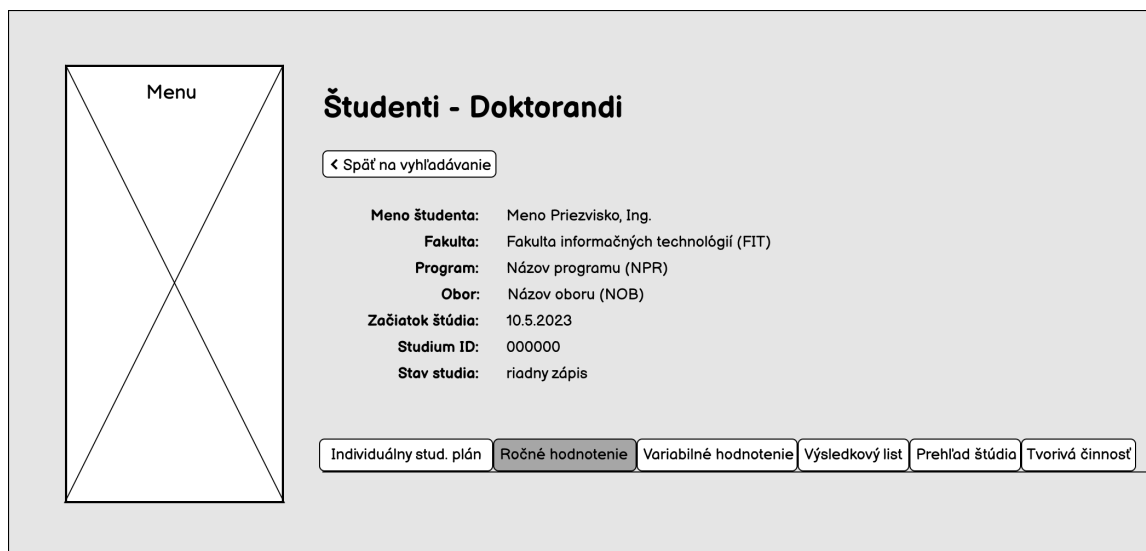 Menu
Študenti - Doktorandi
Späť na vyhľadávanie
Meno študenta: Meno Priezvisko, Ing.
Fakulta: Fakulta informačných technológií (FIT)
Program: Názov programu (NPR)
Obor: Názov oboru (NOB)
Začiatok štúdia: 10.5.2023
Studium ID: 000000
Stav studia: riadny zápis
Individuálny stud. plán Ročné hodnotenie Variabilné hodnotenie Výsledkový list Prehľad štúdia Tvorivá činnosť